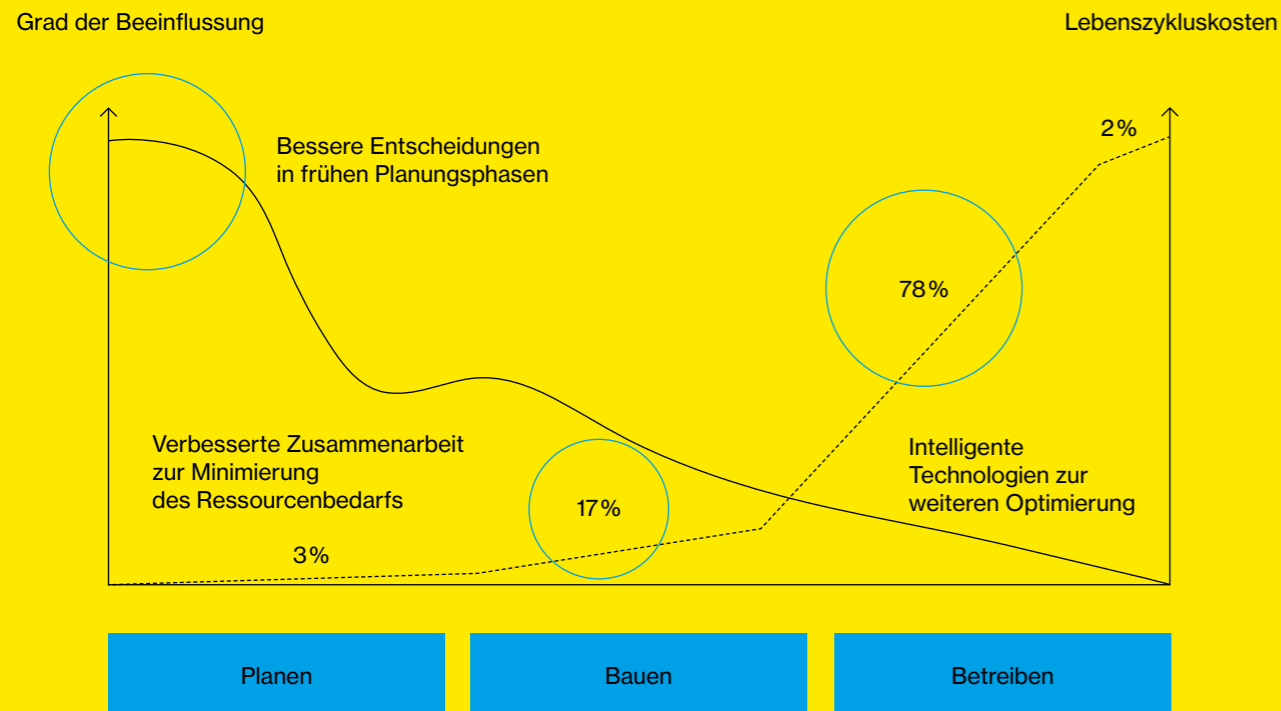 Grad der Beeinflussung
Lebenszykluskosten
2 %
Bessere Entscheidungen
in frühen Planungsphasen
78 %
Verbesserte Zusammenarbeit
zur Minimierung
des Ressourcenbedarfs
Intelligente
Technologien zur
weiteren Optimierung
17 %
3 %
Planen
Bauen
Betreiben